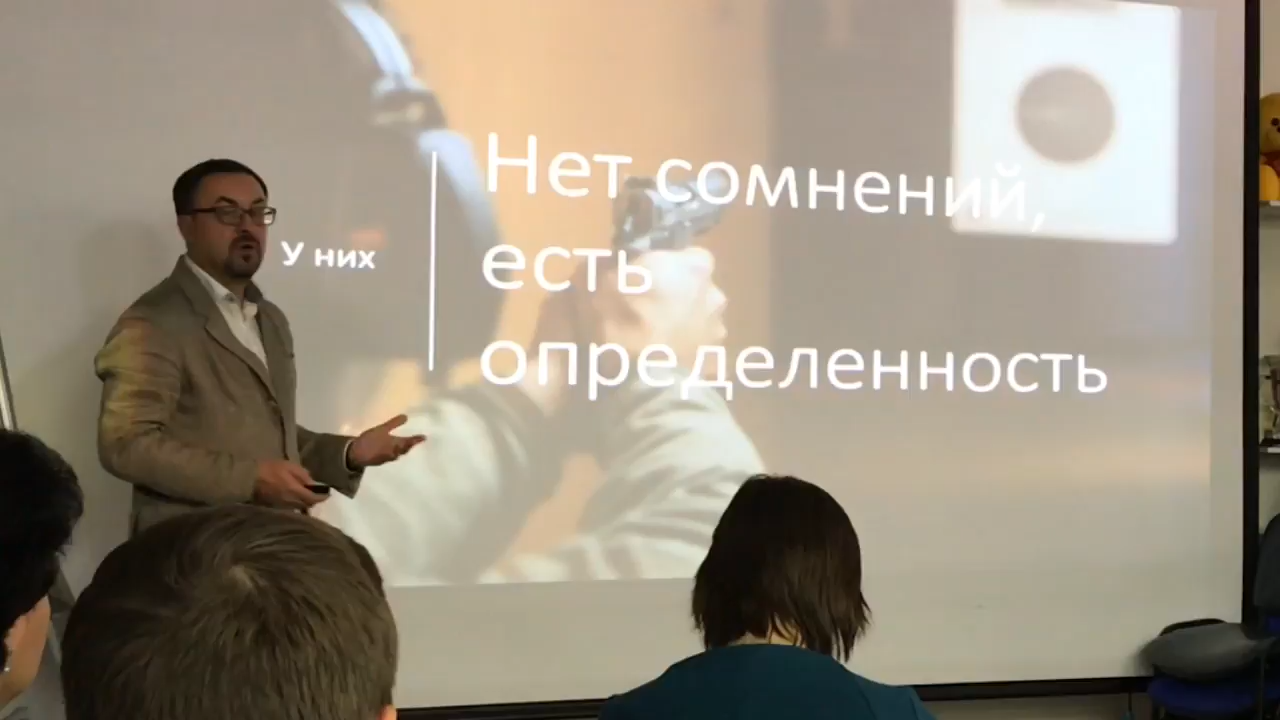 У них
Нет сомнений,
есть
определенность